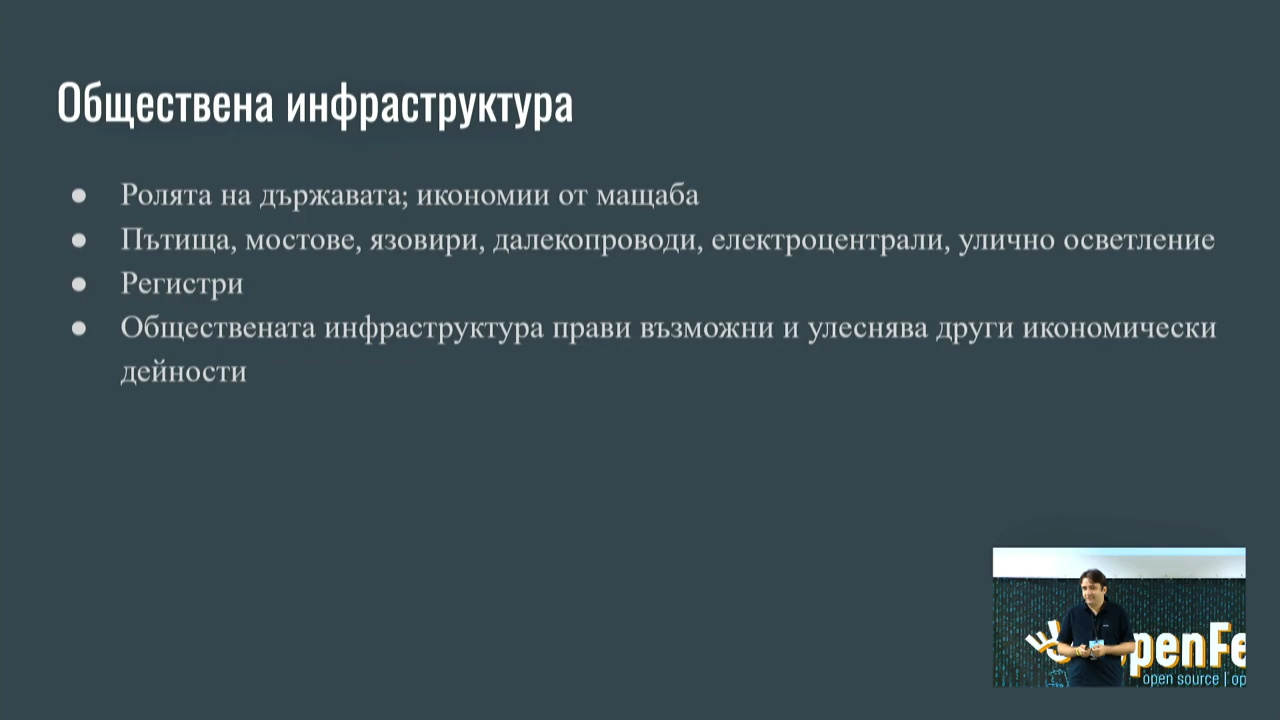 Обществена инфраструктура
● Ролята на държавата; икономии от мащаба
● Пътища, мостове, язовири, далекопроводи, електроцентрали, улично осветление
● Регистри
● Обществената инфраструктура прави възможни и улеснява други икономически
дейности
penFe
open source | op